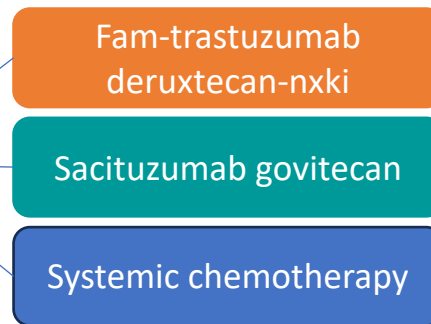 Fam-trastuzumab
deruxtecan-nxki
Sacituzumab govitecan
Systemic chemotherapy